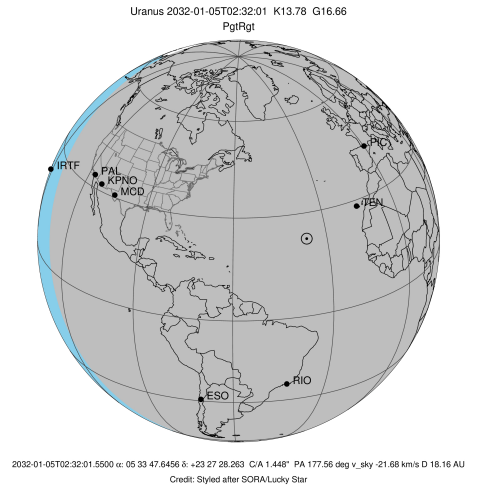 Uranus 2032-01-05T02:32:01 K13.78 G16.66
PgtRgt
PIC
IRTF
PAL
KPNO
MCD
TEN
RIO
ESO
2032-01-05T02:32:01.5500 α: 05 33 47.6456 δ: +23 27 28.263 C/A 1.448" PA 177.56 deg v_sky -21.68 km/s D 18.16 AU
Credit: Styled after SORA/Lucky Star